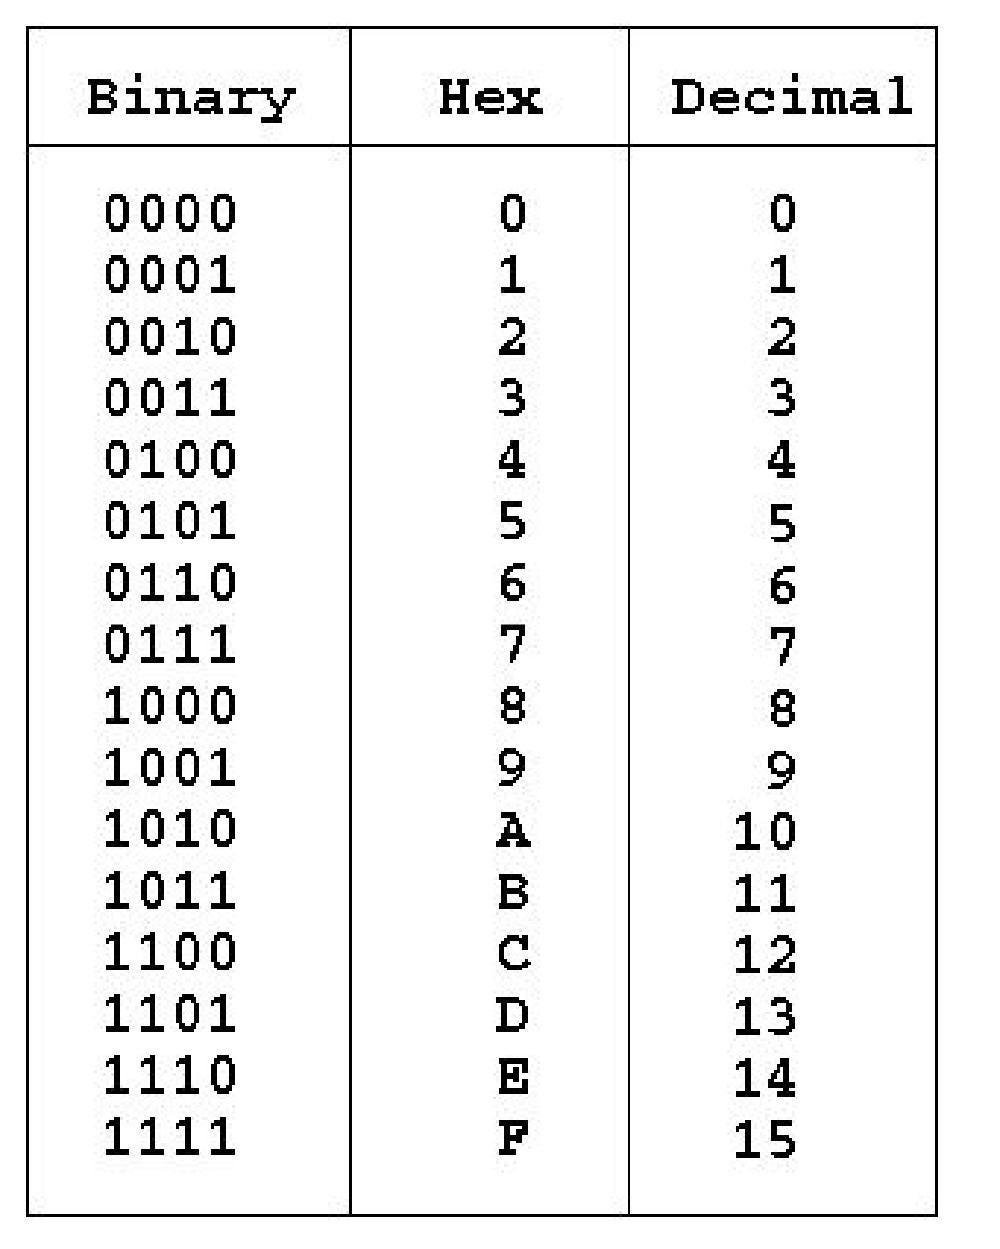 Binary Hex Decimal
0000 0 0
0001 1 1
0010 2 2
0011 3 3
0100 4 4
0101 5 5
0110 6 6
0111 7 7
1000 8 8
1001 9 9
1010 A 10
1011 B 11
1100 C 12
1101 D 13
1110 E 14
1111 F 15